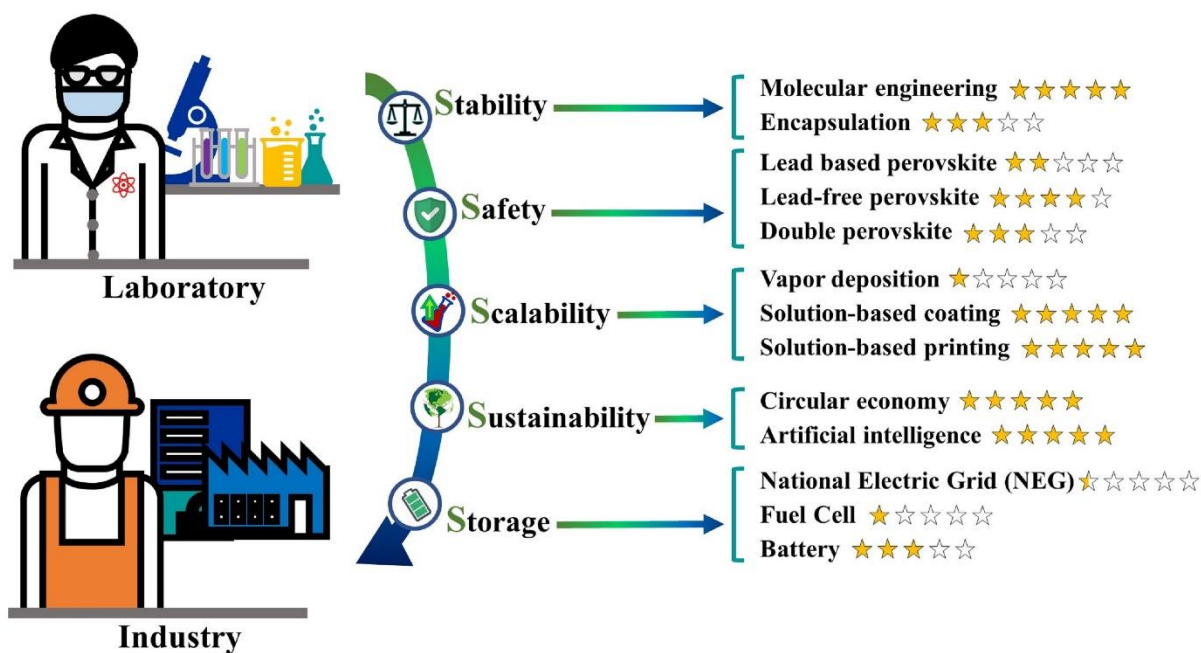 Laboratory
Industry
Stability
Molecular engineering
Encapsulation
Safety
Lead based perovskite
Lead-free perovskite
Double perovskite
Scalability
Vapor deposition
Solution-based coating
Solution-based printing
Sustainability
Circular economy
Artificial intelligence
Storage
National Electric Grid (NEG)
Fuel Cell
Battery